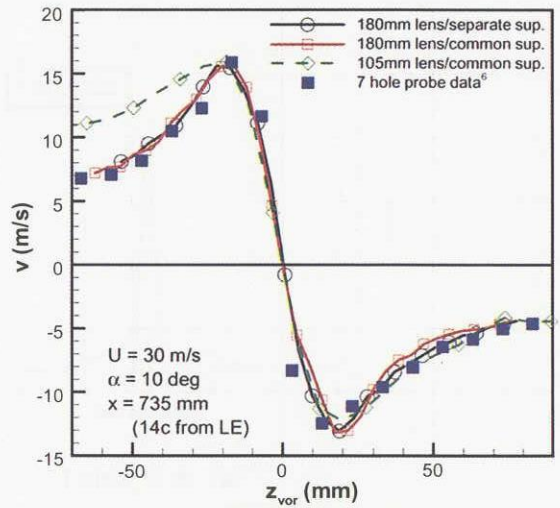 180mm lens/separate sup.
180mm lens/common sup.
105mm lens/common sup.
7 hole probe data⁶
20
15
10
5
0
-5
-10
-15
v (m/s)
U = 30 m/s
α = 10 deg
x = 735 mm
(14c from LE)
-50
0
50
z_vor (mm)